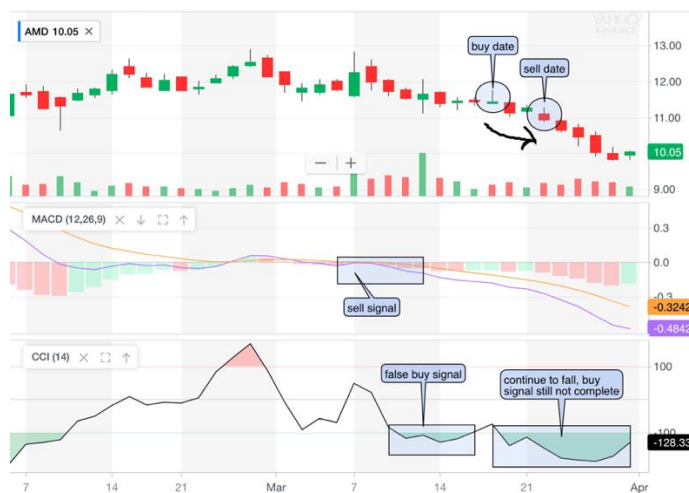 AMD 10.05 ×
YAHOO
FINANCE
buy date
sell date
13.00
12.00
11.00
10.05
9.00
MACD (12,26,9)
0.3
0.0
-0.3
-0.3242
-0.4842
sell signal
CCI (14)
100
-100
-128.33
false buy signal
continue to fall, buy
signal still not complete
7
14
21
Mar
7
14
21
Apr